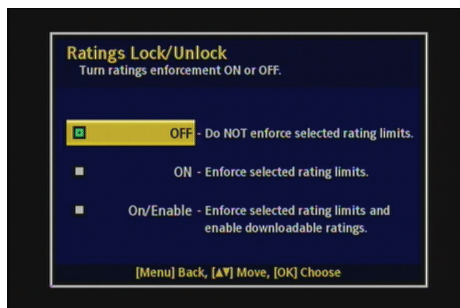 Ratings Lock/Unlock
Turn ratings enforcement ON or OFF.
OFF - Do NOT enforce selected rating limits.
ON - Enforce selected rating limits.
On/Enable - Enforce selected rating limits and
enable downloadable ratings.
[Menu] Back, [▲▼] Move, [OK] Choose